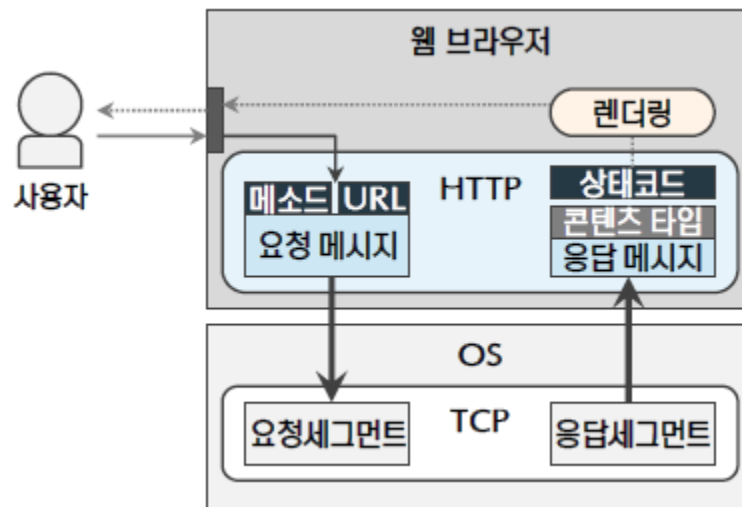 웹 브라우저
렌더링
사용자
메소드 URL
HTTP
상태코드
콘텐츠 타입
요청 메시지
응답 메시지
OS
요청세그먼트
TCP
응답세그먼트